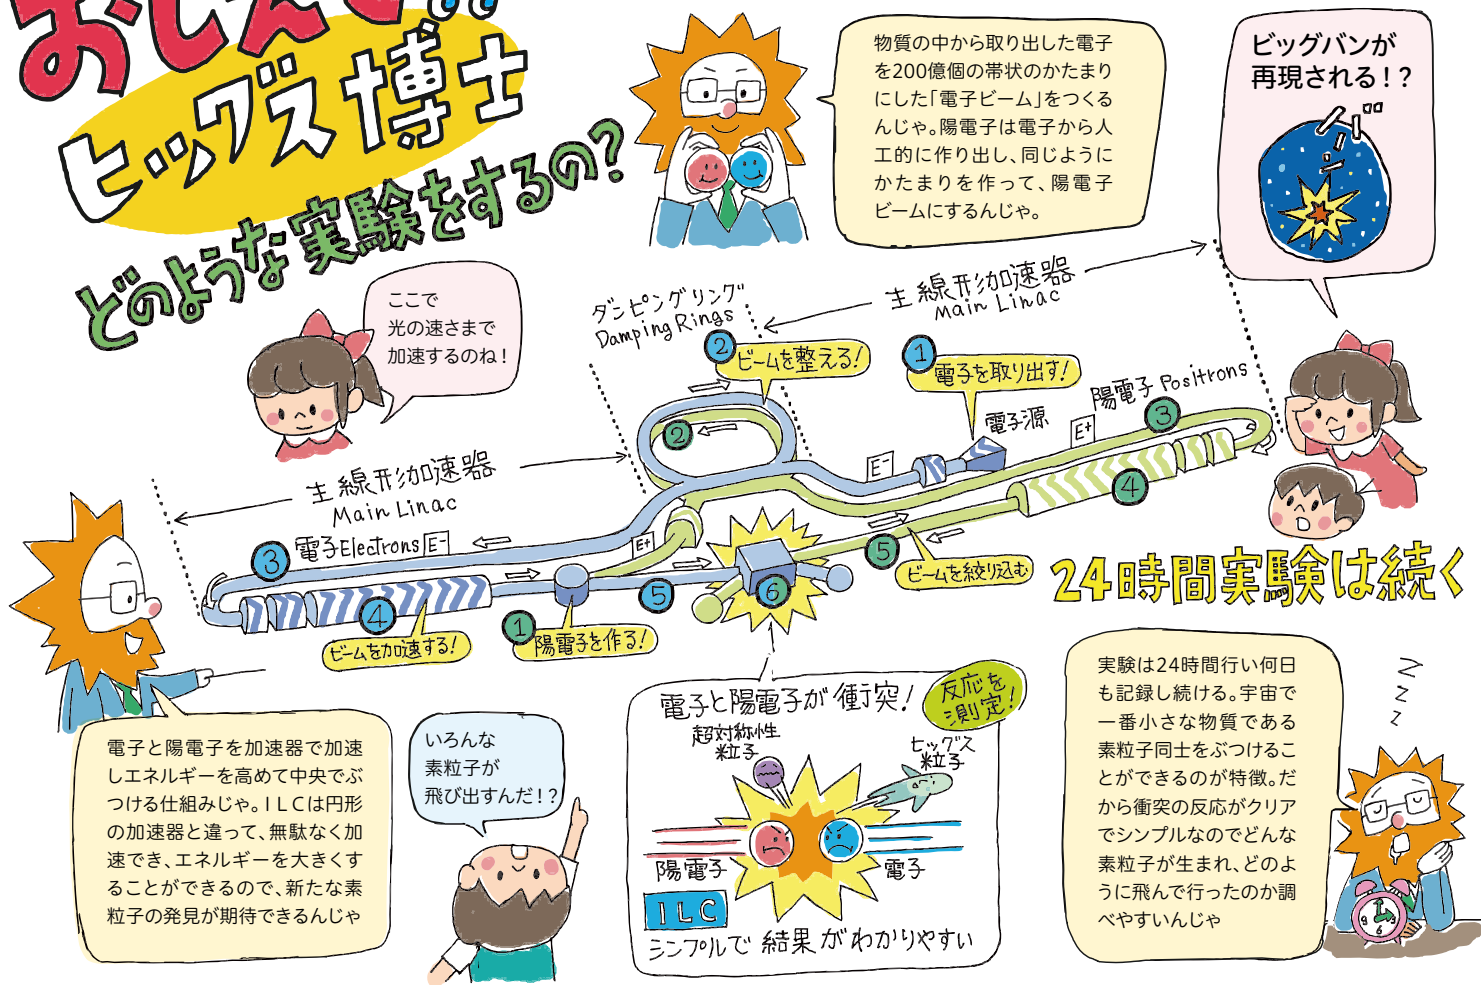 おしえて!!
ヒッグス博士
どのような実験をするの?
物質の中から取り出した電子
を200億個の帯状のかたまり
にした「電子ビーム」をつくる
んじゃ。陽電子は電子から人
工的に作り出し、同じように
かたまりを作って、陽電子
ビームにするんじゃ。
ビッグバンが
再現される!?
ドバーン
ここで
光の速さまで
加速するのね!
ダンピングリング
Damping Rings
主線形加速器
Main Linac
② ビームを整える!
① 電子を取り出す!
電子源
陽電子 Positrons ③
E+
E-
②
④
主線形加速器
Main Linac
③ 電子Electrons E-
E+
⑤
ビームを絞り込む
⑤
⑥
④
ビームを加速する!
① 陽電子を作る!
24時間実験は続く
電子と陽電子を加速器で加速
しエネルギーを高めて中央でぶ
つける仕組みじゃ。ILCは円形
の加速器と違って、無駄なく加
速でき、エネルギーを大きくす
ることができるので、新たな素
粒子の発見が期待できるんじゃ
いろんな
素粒子が
飛び出すんだ!?
電子と陽電子が衝突!
反応を
測定!
超対称性
粒子
ヒッグス
粒子
陽電子
電子
ILC
シンプルで結果がわかりやすい
実験は24時間行い何日
も記録し続ける。宇宙で
一番小さな物質である
素粒子同士をぶつけるこ
とができるのが特徴。だ
から衝突の反応がクリア
でシンプルなのでどんな
素粒子が生まれ、どのよ
うに飛んで行ったのか調
べやすいんじゃ
Z
Z
Z
Z
9 3
6